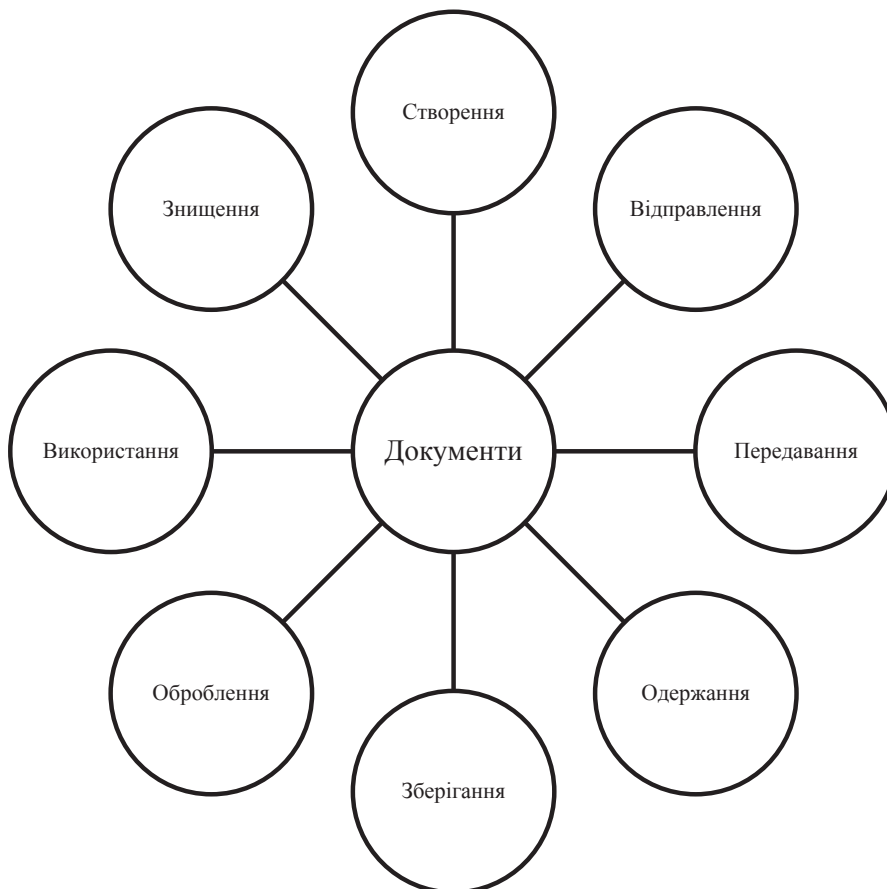 Створення
Знищення
Відправлення
Використання
Документи
Передавання
Оброблення
Одержання
Зберігання